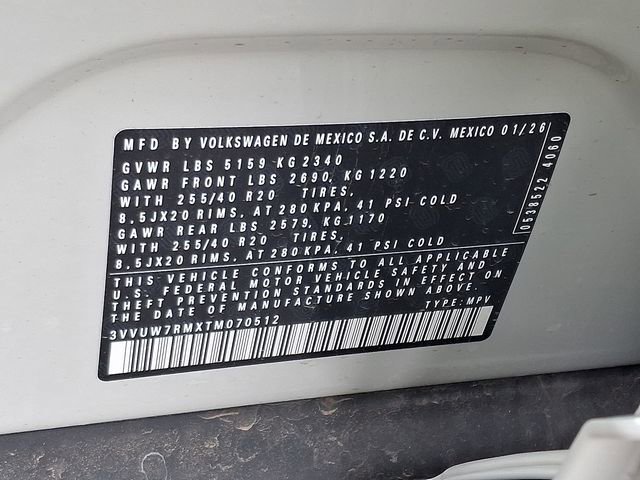 MFD BY VOLKSWAGEN DE MEXICO S.A. DE C.V. MEXICO 01/26
GVWR LBS 5159 KG 2340
GAWR FRONT LBS 2690, KG 1220
WITH 255/40 R20 TIRES,
8,5JX20 RIMS, AT 280 KPA, 41 PSI COLD
GAWR REAR LBS 2579, KG 1170
WITH 255/40 R20 TIRES,
8,5JX20 RIMS, AT 280 KPA, 41 PSI COLD
0538522 4060
THIS VEHICLE CONFORMS TO ALL APPLICABLE
U.S. FEDERAL MOTOR VEHICLE SAFETY AND
THEFT PREVENTION STANDARDS IN EFFECT ON
THE DATE OF MANUFACTURE SHOWN ABOVE.
3VVUW7RMXTM070512 TYPE: MPV